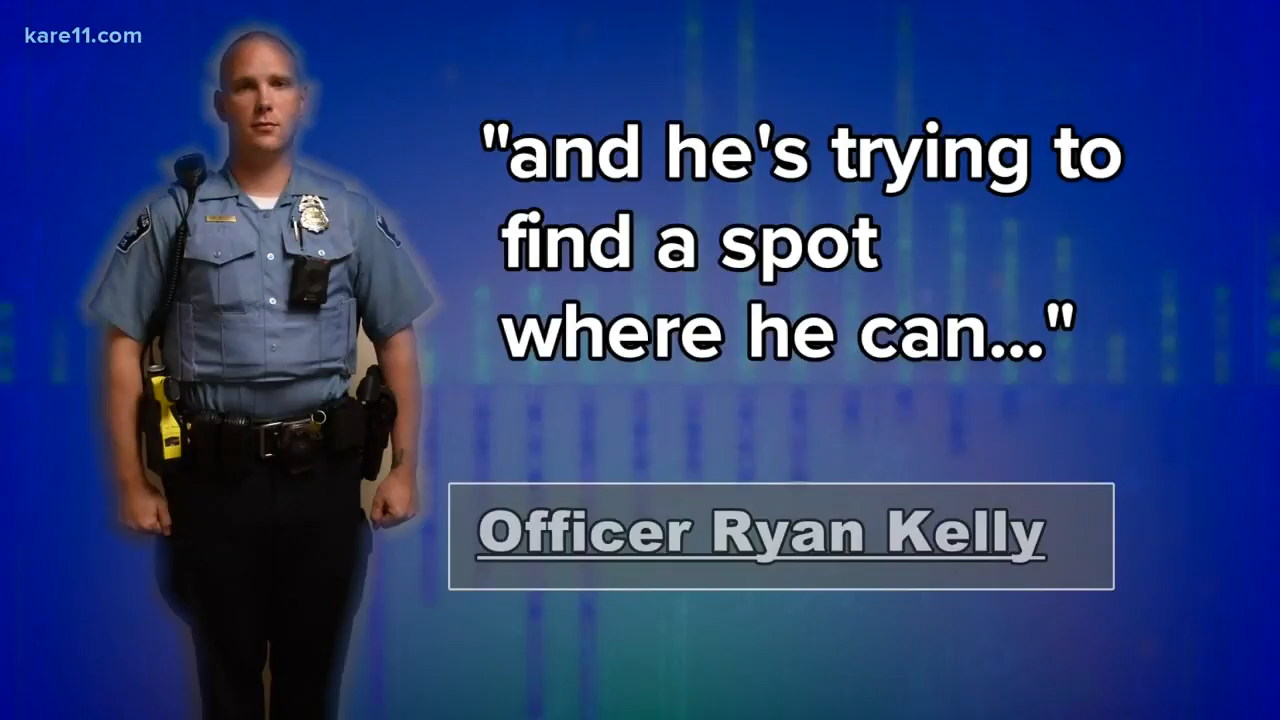 kare11.com
"and he's trying to
find a spot
where he can..."
Officer Ryan Kelly